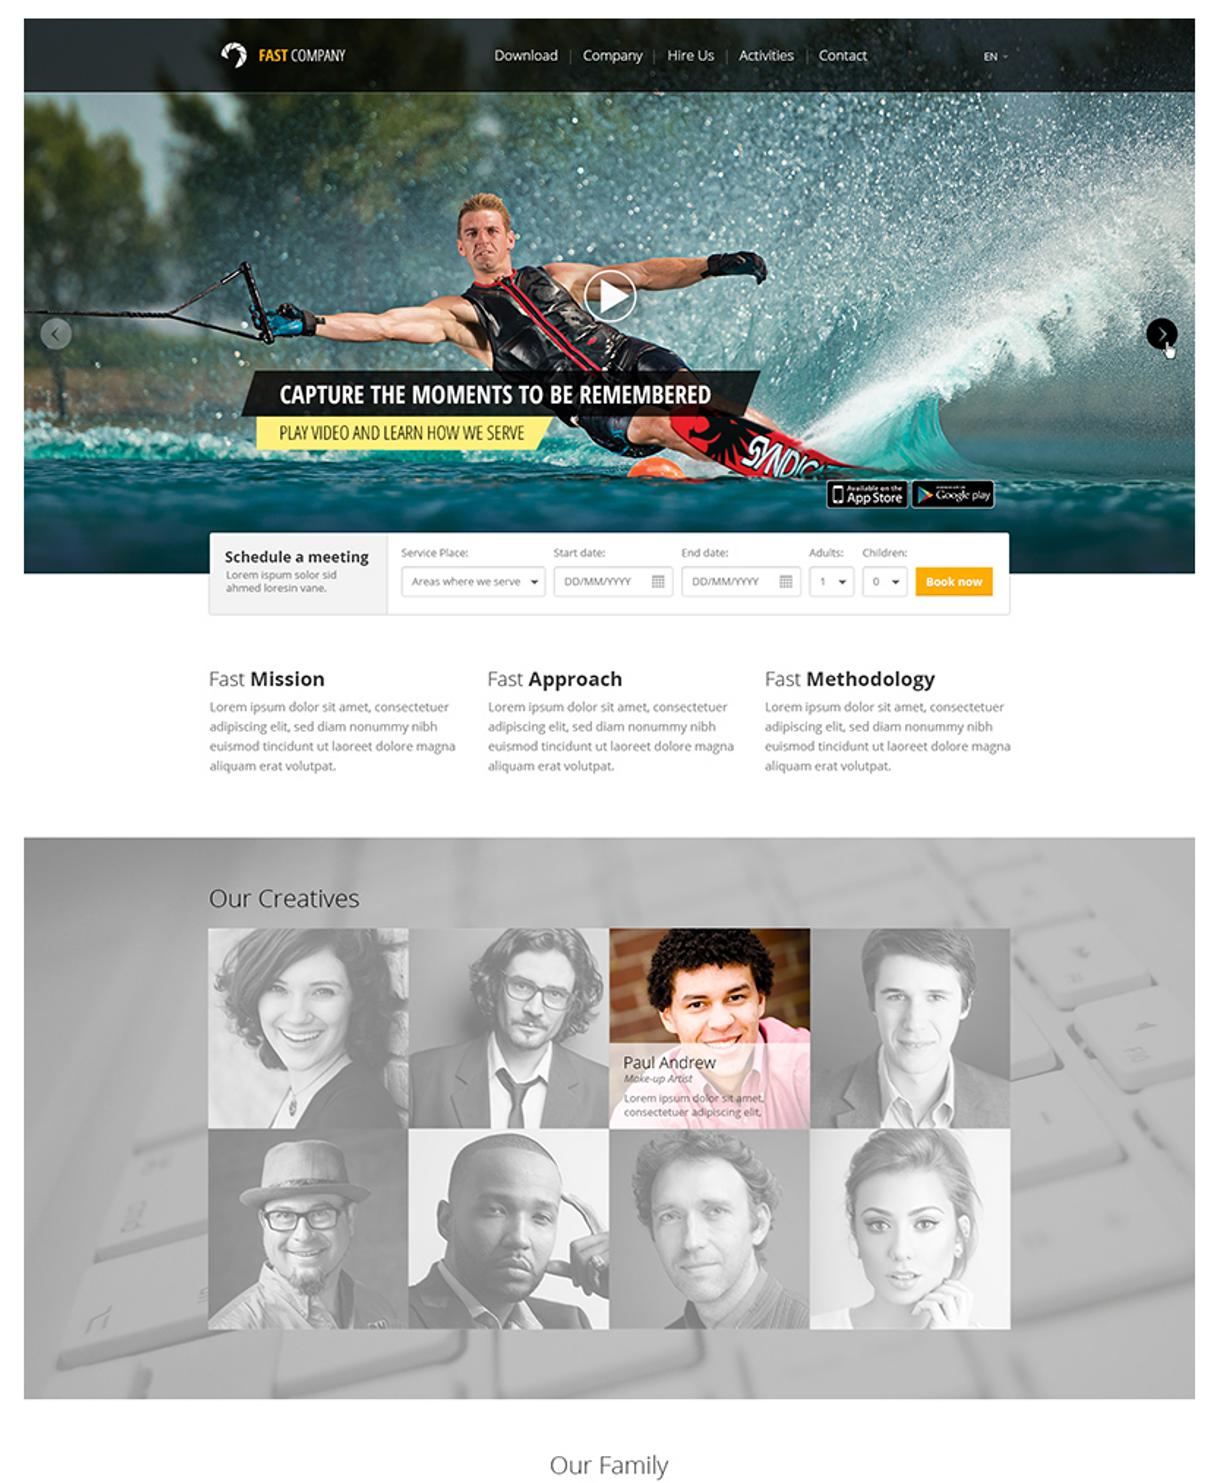 FAST COMPANY
Download | Company | Hire Us | Activities | Contact
EN
CAPTURE THE MOMENTS TO BE REMEMBERED
PLAY VIDEO AND LEARN HOW WE SERVE
SYNDIC
Available on the
App Store
Google play
Schedule a meeting
Lorem ispum solor sid
ahmed loresin vane.
Service Place:
Areas where we serve
Start date:
DD/MM/YYYY
End date:
DD/MM/YYYY
Adults:
1
Children:
0
Book now
Fast Mission
Lorem ipsum dolor sit amet, consectetuer
adipiscing elit, sed diam nonummy nibh
euismod tincidunt ut laoreet dolore magna
aliquam erat volutpat.
Fast Approach
Lorem ipsum dolor sit amet, consectetuer
adipiscing elit, sed diam nonummy nibh
euismod tincidunt ut laoreet dolore magna
aliquam erat volutpat.
Fast Methodology
Lorem ipsum dolor sit amet, consectetuer
adipiscing elit, sed diam nonummy nibh
euismod tincidunt ut laoreet dolore magna
aliquam erat volutpat.
Our Creatives
Paul Andrew
Make-up Artist
Lorem ipsum dolor sit amet,
consectetuer adipiscing elit,
Our Family